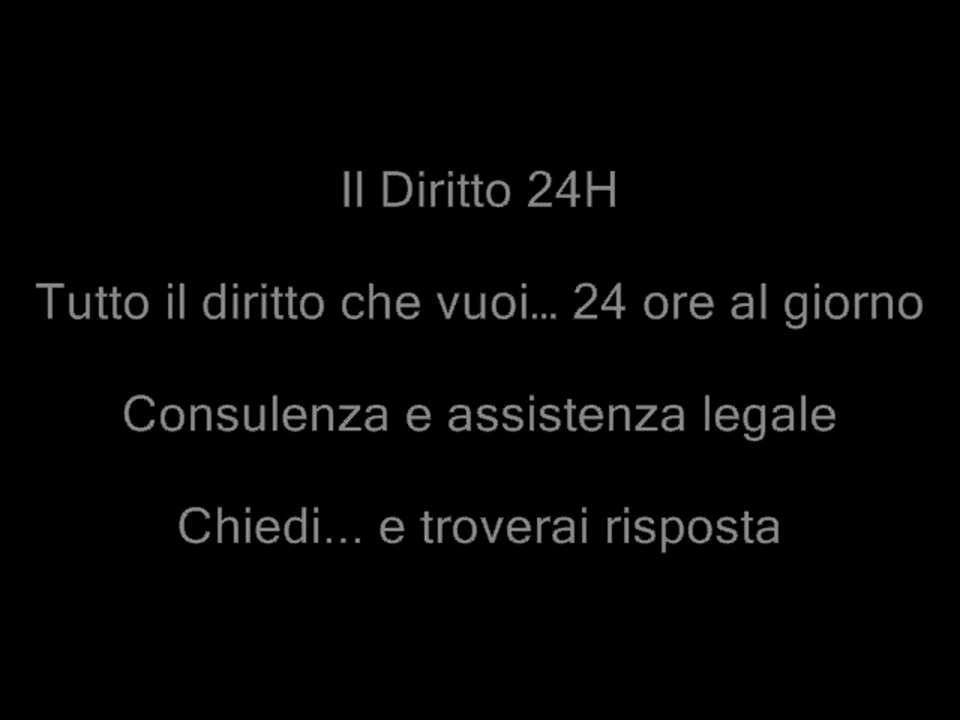 Il Diritto 24H
Tutto il diritto che vuoi... 24 ore al giorno
Consulenza e assistenza legale
Chiedi... e troverai risposta